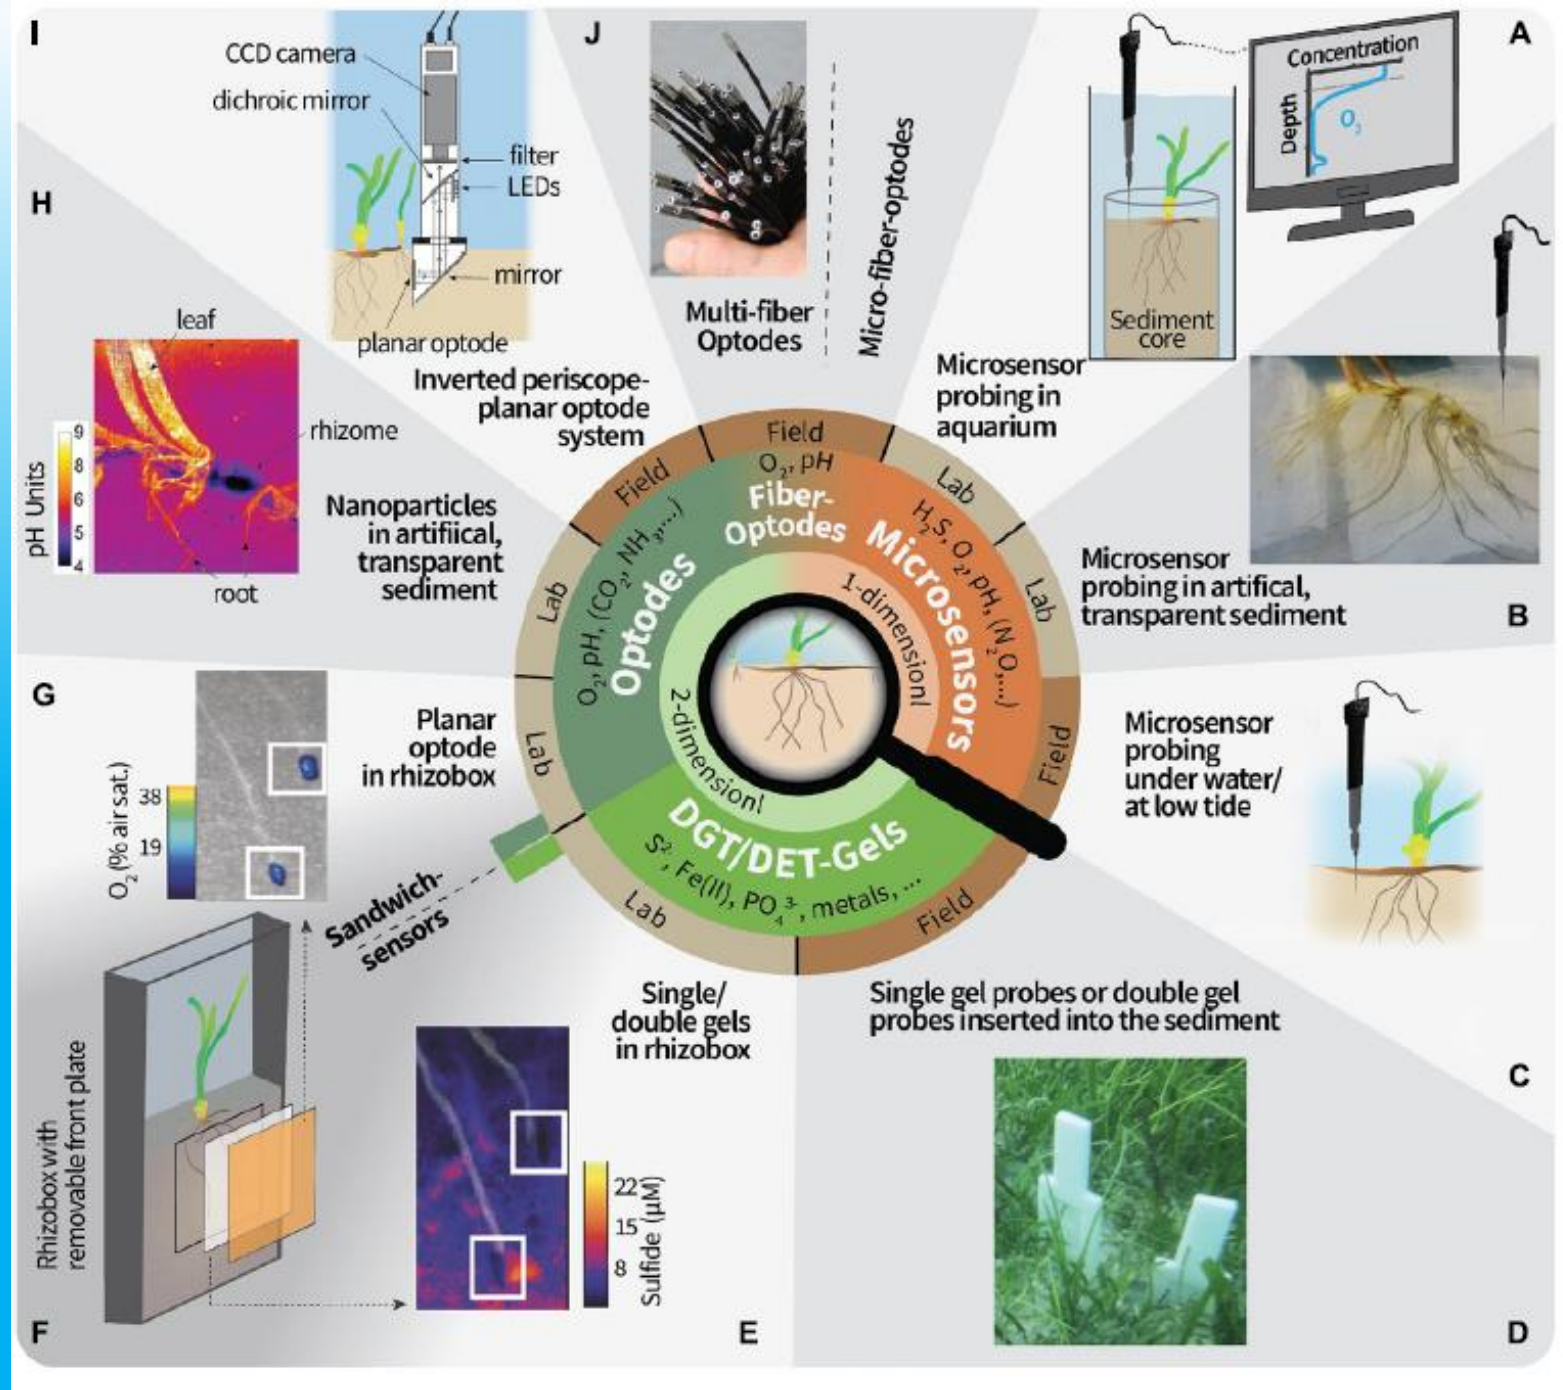 I
CCD camera
dichroic mirror
filter
LEDs
mirror
planar optode
Inverted periscope-
planar optode
system
J
Multi-fiber
Optodes
Micro-fiber-optodes
A
Concentration
Depth
O2
Sediment
core
Microsensor
probing in
aquarium
H
leaf
rhizome
root
pH Units
9
8
6
5
4
Nanoparticles
in artifiical,
transparent
sediment
Microsensor
probing in artifical,
transparent sediment
B
Field
Field
Lab
Lab
Lab
Lab
Field
Lab
Field
O2, pH
Fiber-
Optodes
H2S, O2, pH, (N2O,...)
Microsensors
1-dimensionl
O2, pH, (CO2, NH3,...)
Optodes
2-dimensionl
DGT/DET-Gels
S2-, Fe(II), PO43-, metals, ...
G
Planar
optode
in rhizobox
O2 (% air sat.)
38
19
Microsensor
probing
under water/
at low tide
C
Sandwich-
sensors
Rhizobox with
removable front plate
F
Single/
double gels
in rhizobox
22
15
8
Sulfide (μM)
E
Single gel probes or double gel
probes inserted into the sediment
D